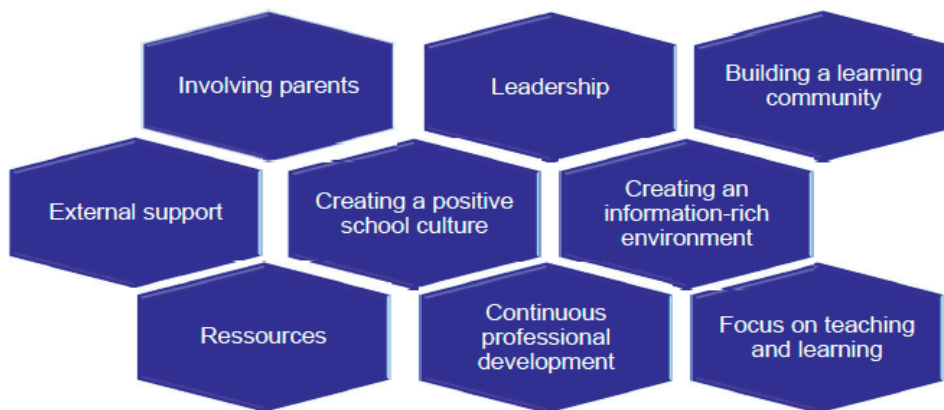 Involving parents
Leadership
Building a learning
community
External support
Creating a positive
school culture
Creating an
information-rich
environment
Ressources
Continuous
professional
development
Focus on teaching
and learning